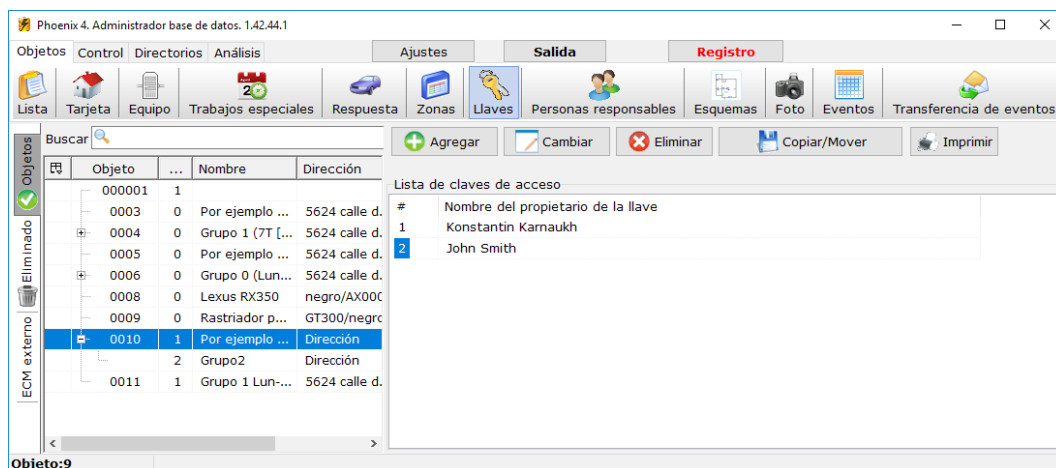 Phoenix 4. Administrador base de datos. 1.42.44.1
Objetos Control Directorios Análisis Ajustes Salida Registro
Lista Tarjeta Equipo Trabajos especiales Respuesta Zonas Llaves Personas responsables Esquemas Foto Eventos Transferencia de eventos
Objetos
Eliminado
ECM externo
Buscar
Objeto ... Nombre Dirección
000001 1
0003 0 Por ejemplo ... 5624 calle d.
0004 0 Grupo 1 (7T [... 5624 calle d.
0005 0 Por ejemplo ... 5624 calle d.
0006 0 Grupo 0 (Lun... 5624 calle d.
0008 0 Lexus RX350 negro/AX000
0009 0 Rastriador p... GT300/negro
0010 1 Por ejemplo ... Dirección
2 Grupo2 Dirección
0011 1 Grupo 1 Lun-... 5624 calle d.
Agregar Cambiar Eliminar Copiar/Mover Imprimir
Lista de claves de acceso
# Nombre del propietario de la llave
1 Konstantin Karnaukh
2 John Smith
Objeto:9